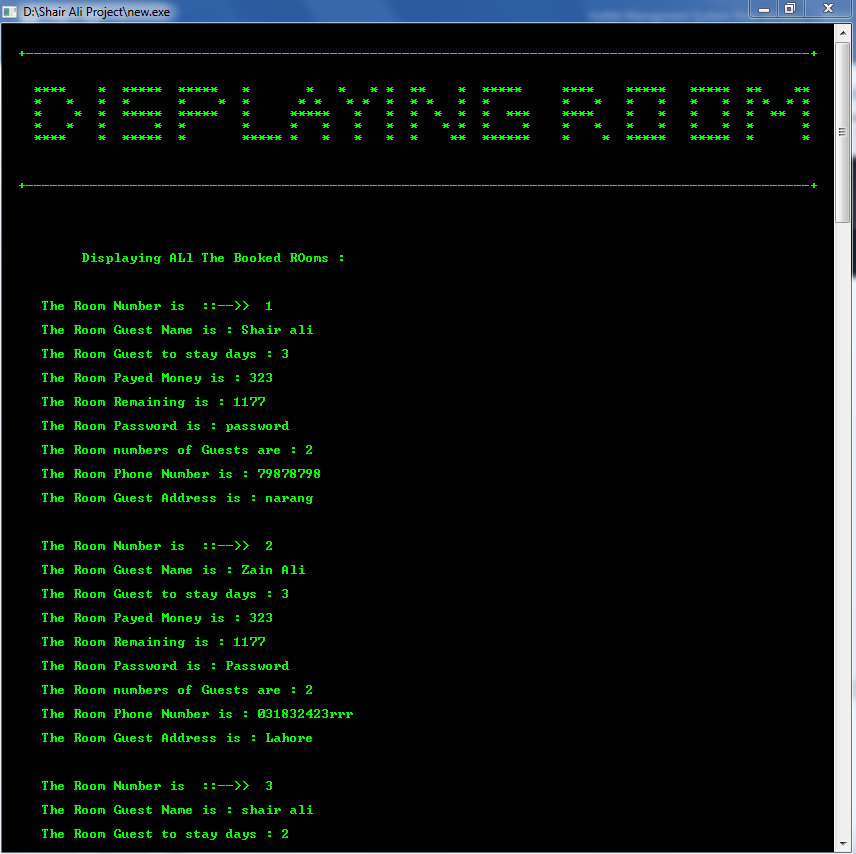 D:\Shair Ali Project\new.exe
DISPLAYING ROOM
Displaying ALl The Booked ROoms :
The Room Number is  ::-->>  1
The Room Guest Name is : Shair ali
The Room Guest to stay days : 3
The Room Payed Money is : 323
The Room Remaining is : 1177
The Room Password is : password
The Room numbers of Guests are : 2
The Room Phone Number is : 79878798
The Room Guest Address is : narang
The Room Number is  ::-->>  2
The Room Guest Name is : Zain Ali
The Room Guest to stay days : 3
The Room Payed Money is : 323
The Room Remaining is : 1177
The Room Password is : Password
The Room numbers of Guests are : 2
The Room Phone Number is : 031832423rrr
The Room Guest Address is : Lahore
The Room Number is  ::-->>  3
The Room Guest Name is : shair ali
The Room Guest to stay days : 2